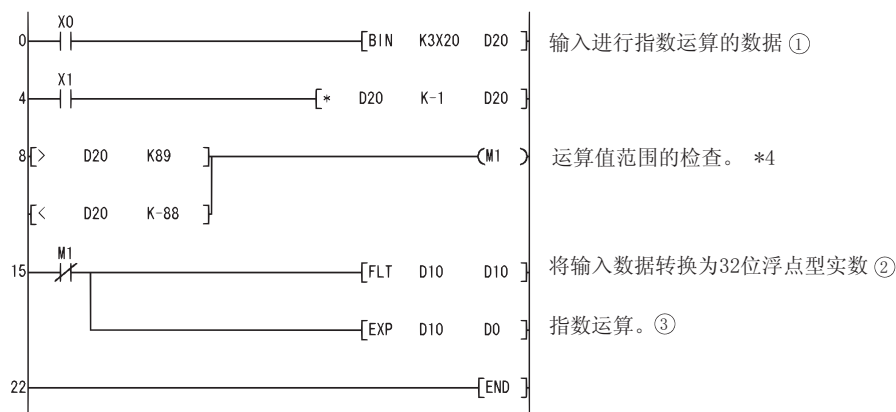 X0
0 [BIN K3X20 D20] 输入进行指数运算的数据①
X1
4 [* D20 K-1 D20]
8 [> D20 K89] (M1) 运算值范围的检查。 *4
[< D20 K-88]
M1
15 [FLT D10 D10] 将输入数据转换为32位浮点型实数②
[EXP D10 D0] 指数运算。③
22 [END]